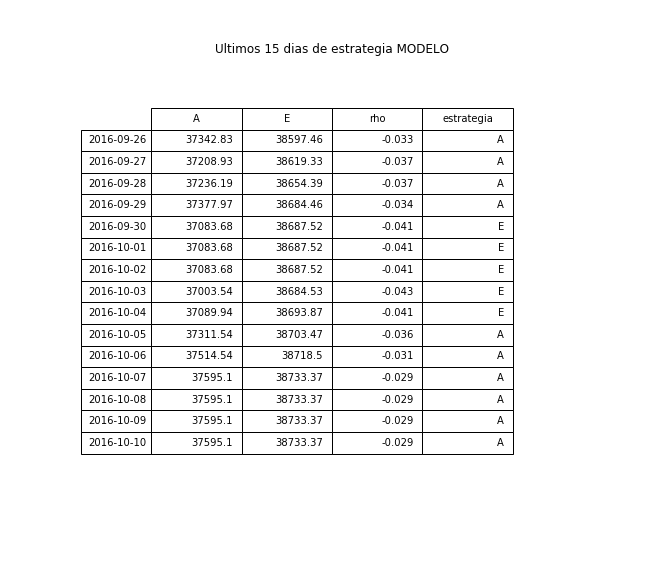 Ultimos 15 dias de estrategia MODELO
A E rho estrategia
2016-09-26 37342.83 38597.46 -0.033 A
2016-09-27 37208.93 38619.33 -0.037 A
2016-09-28 37236.19 38654.39 -0.037 A
2016-09-29 37377.97 38684.46 -0.034 A
2016-09-30 37083.68 38687.52 -0.041 E
2016-10-01 37083.68 38687.52 -0.041 E
2016-10-02 37083.68 38687.52 -0.041 E
2016-10-03 37003.54 38684.53 -0.043 E
2016-10-04 37089.94 38693.87 -0.041 E
2016-10-05 37311.54 38703.47 -0.036 A
2016-10-06 37514.54 38718.5 -0.031 A
2016-10-07 37595.1 38733.37 -0.029 A
2016-10-08 37595.1 38733.37 -0.029 A
2016-10-09 37595.1 38733.37 -0.029 A
2016-10-10 37595.1 38733.37 -0.029 A